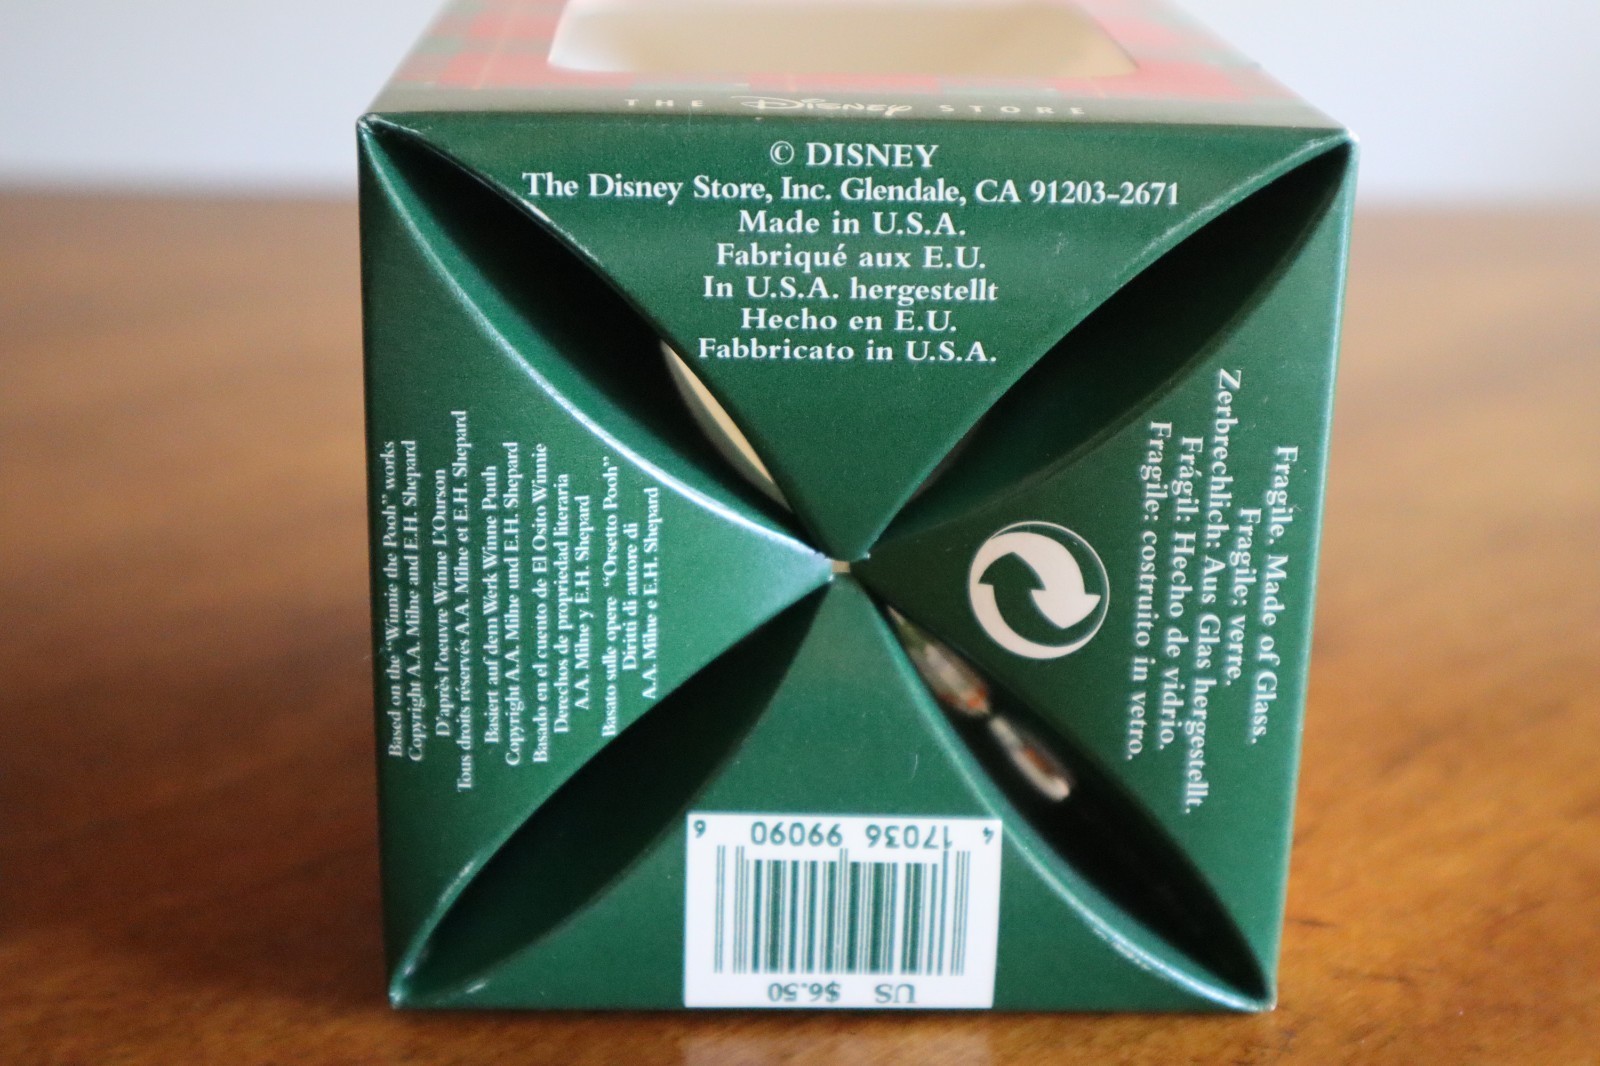 THE Disney STORE
© DISNEY
The Disney Store, Inc. Glendale, CA 91203-2671
Made in U.S.A.
Fabriqué aux E.U.
In U.S.A. hergestellt
Hecho en E.U.
Fabbricato in U.S.A.
Based on the "Winnie the Pooh" works
Copyright A.A. Milne and E.H. Shepard
D'après l'oeuvre Winne L'Ourson
Tous droits réservés A.A. Milne et E.H. Shepard
Basiert auf dem Werk Winne Puuh
Copyright A.A. Milne und E.H. Shepard
Basado en el cuento de El Osito Winnie
Derechos de propriedad literaria
A.A. Milhe y E.H. Shepard
Basato sulle opere "Orsetto Pooh"
Diritti di autore di
A.A. Milne e E.H. Shepard
Fragile. Made of Glass.
Fragile: verre.
Zerbrechlich: Aus Glas hergestellt.
Frágil: Hecho de vidrio.
Fragile: costruito in vetro.
4 17036 99090 6
US $6.50